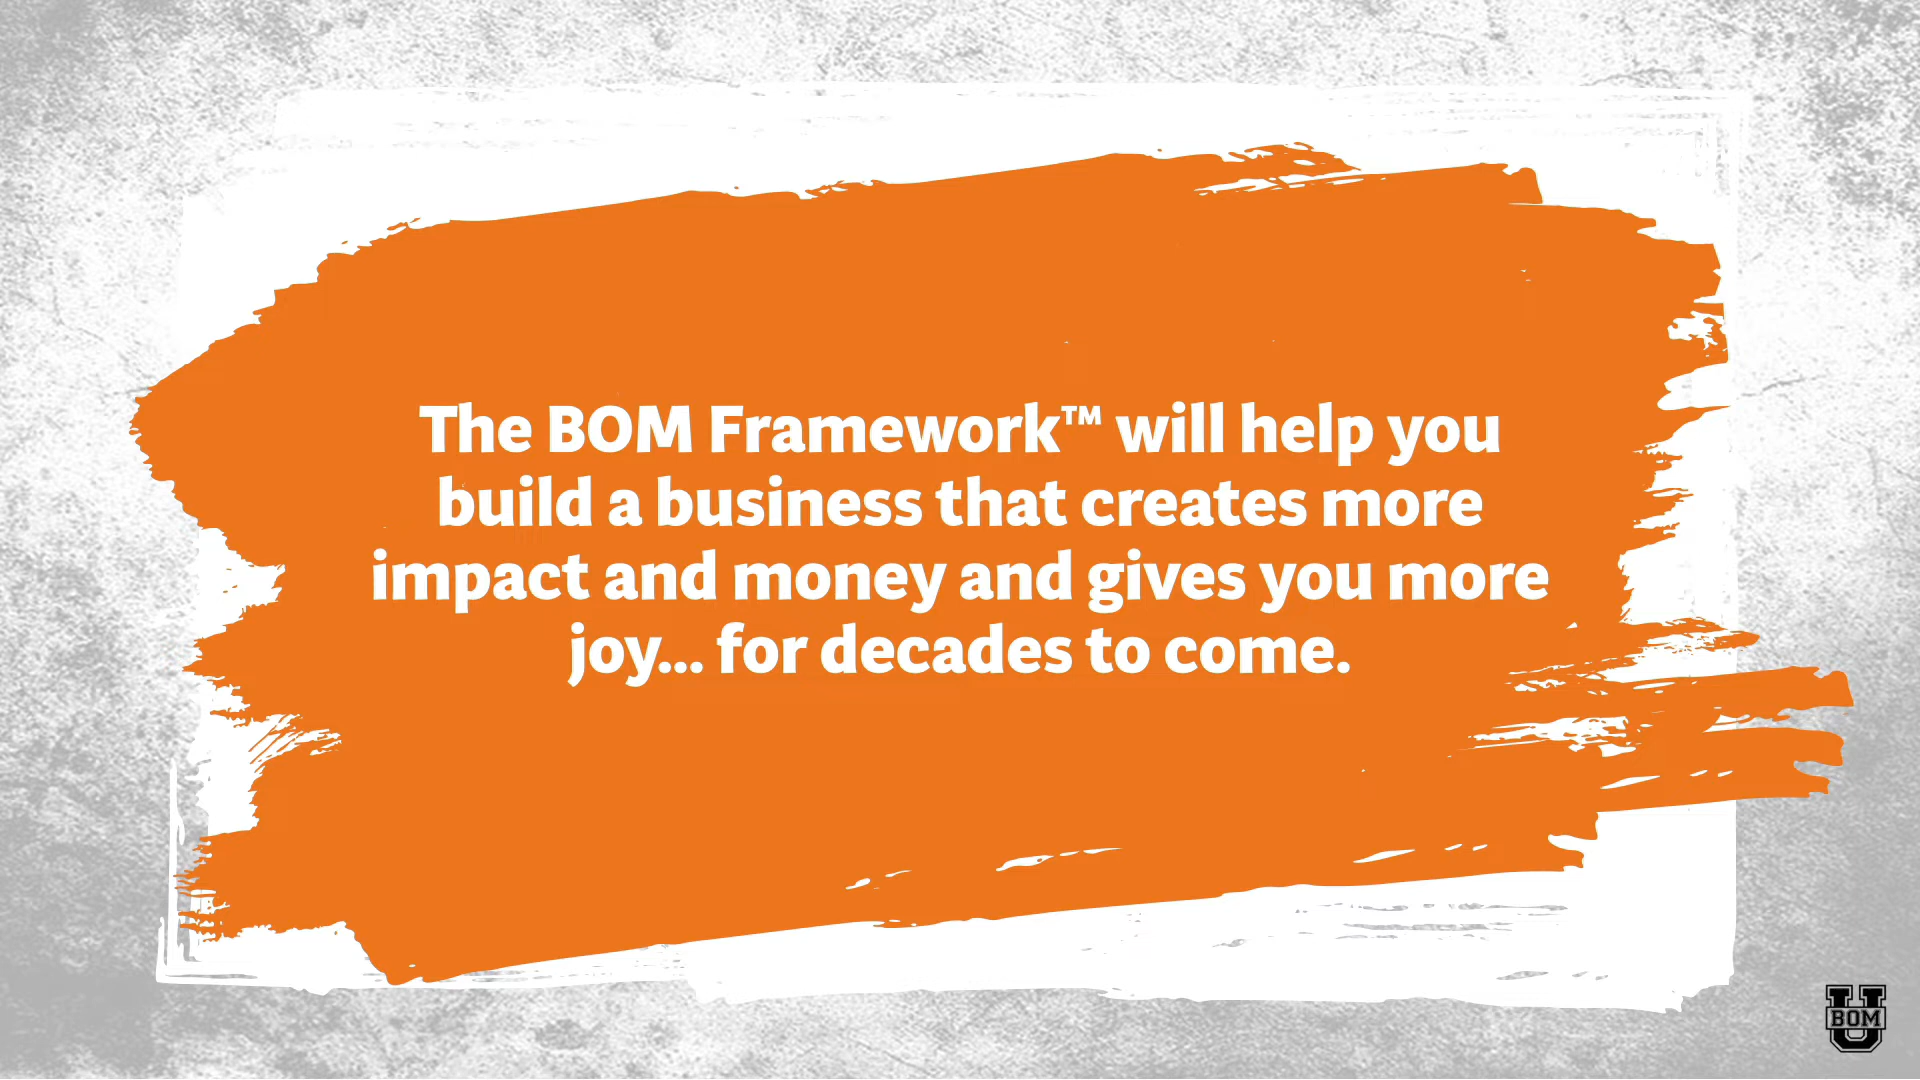 The BOM Framework™ will help you
build a business that creates more
impact and money and gives you more
joy... for decades to come.
U
BOM